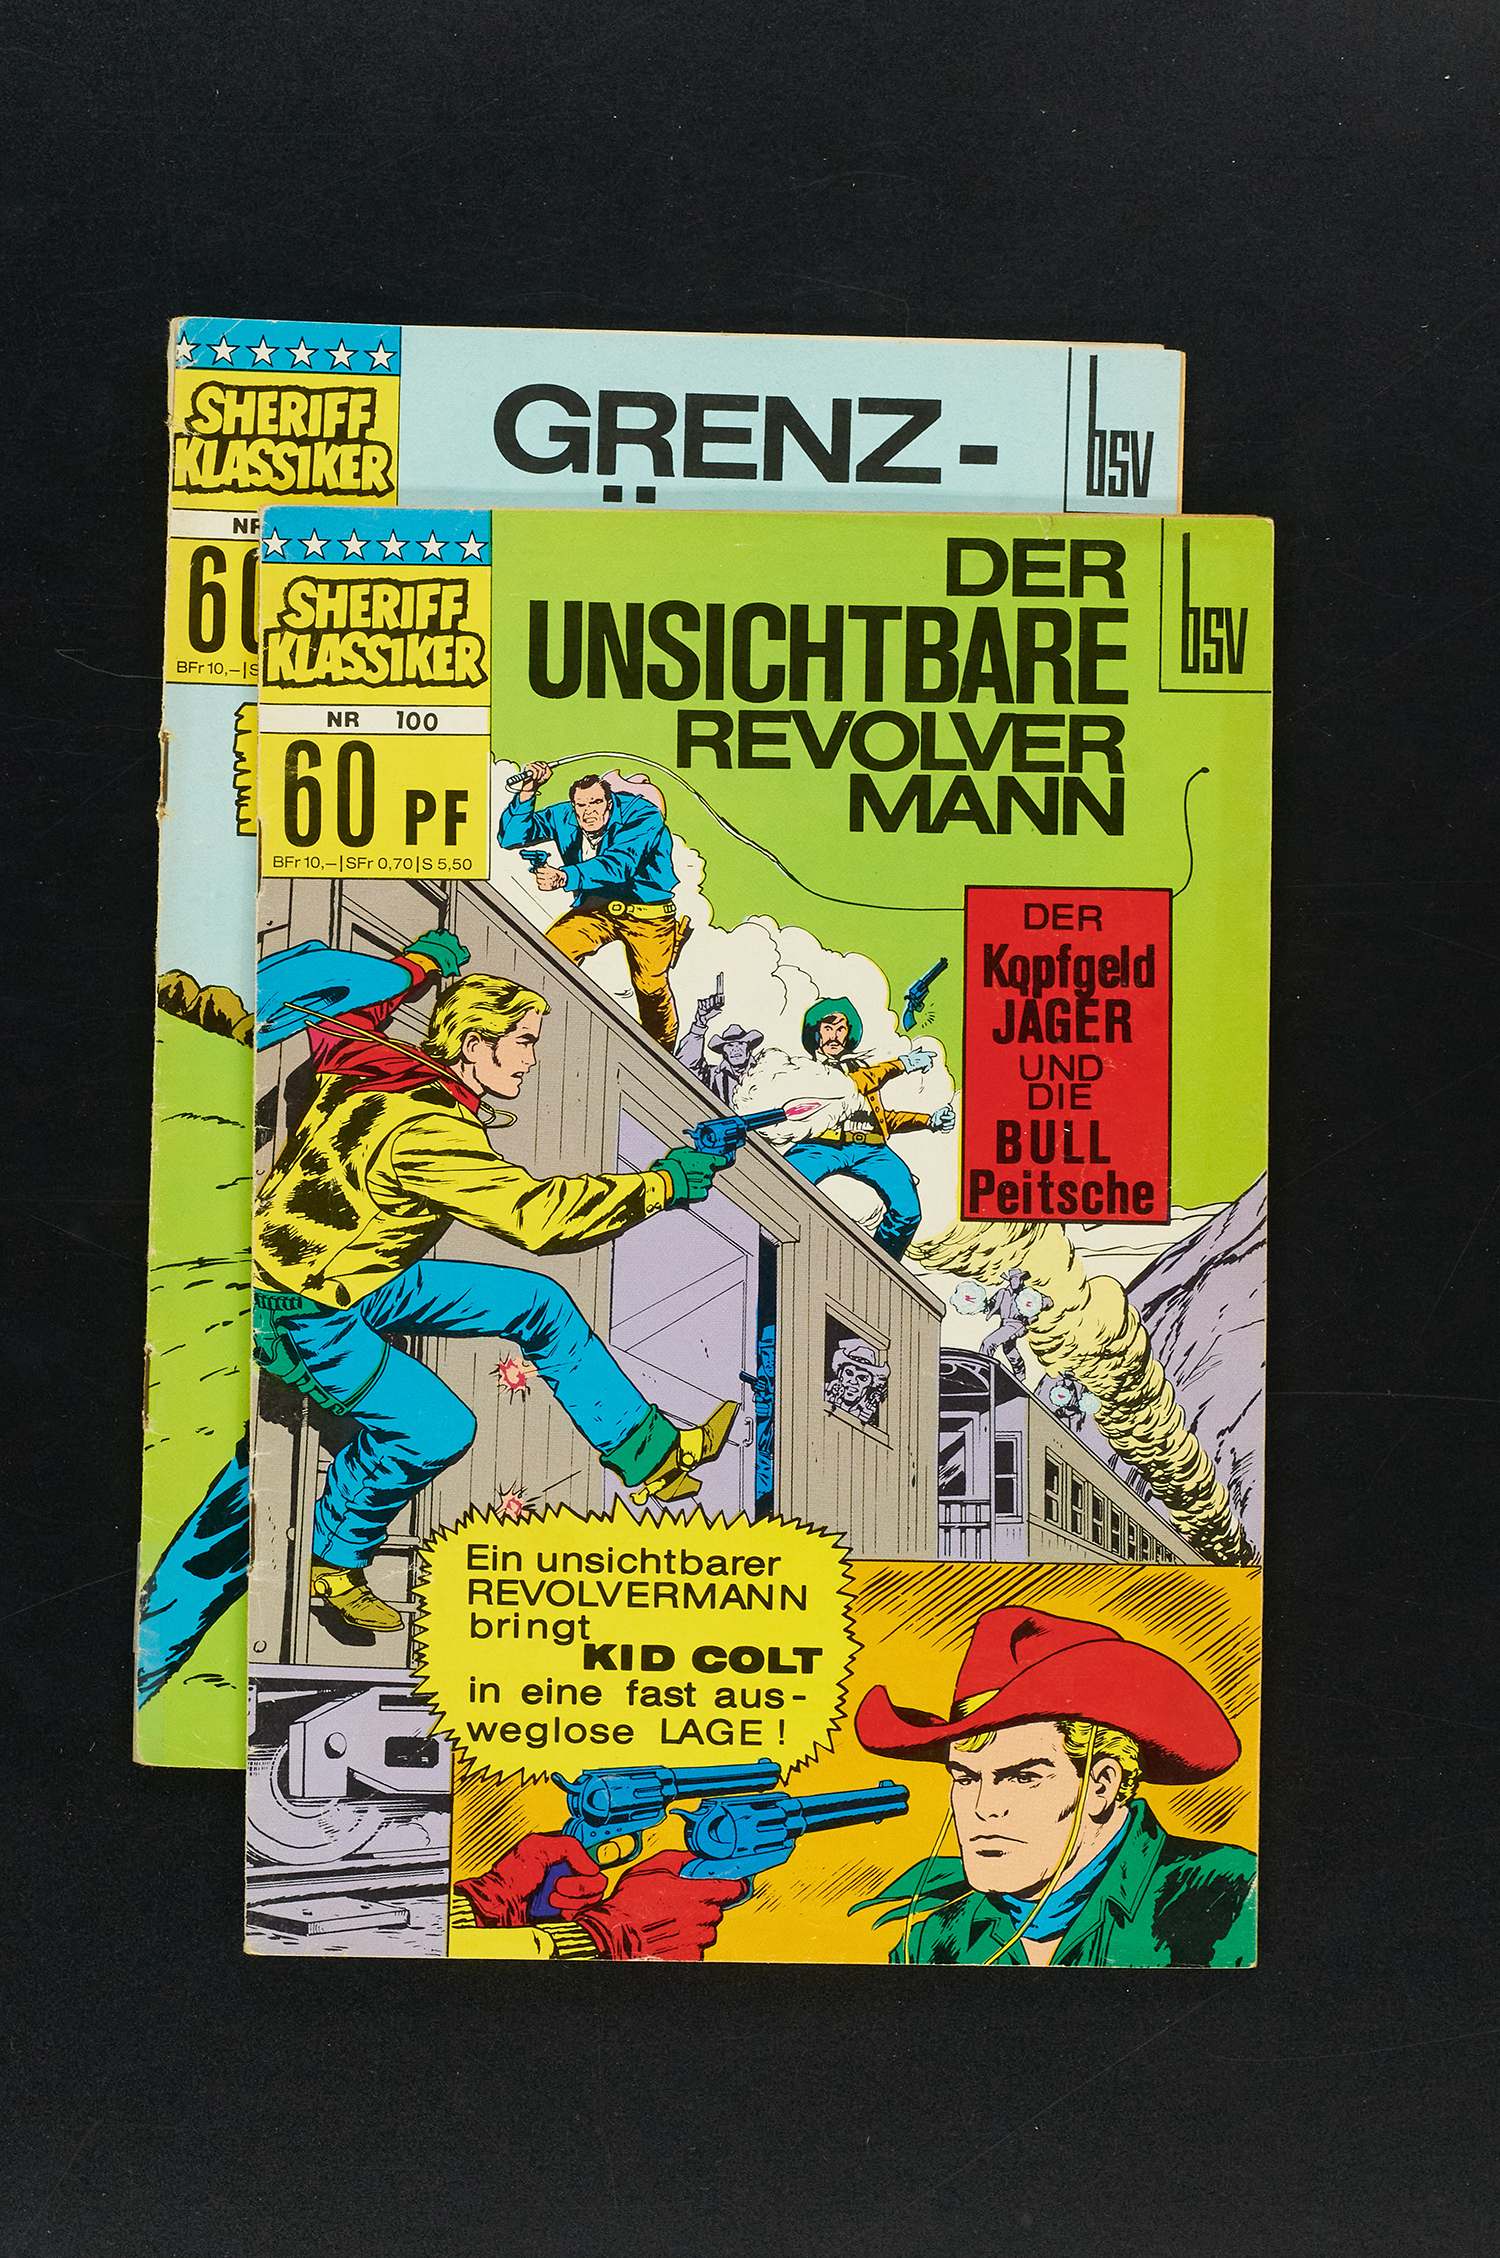 SHERIFF
KLASSIKER
NR
60
BFr 10,–|S
GRENZ-
bsv
SHERIFF
KLASSIKER
NR 100
60 PF
BFr 10,–|SFr 0,70|S 5,50
DER
UNSICHTBARE
REVOLVER
MANN
bsv
DER
Kopfgeld
JÄGER
UND
DIE
BULL
Peitsche
Ein unsichtbarer
REVOLVERMANN
bringt
KID COLT
in eine fast aus-
weglose LAGE!